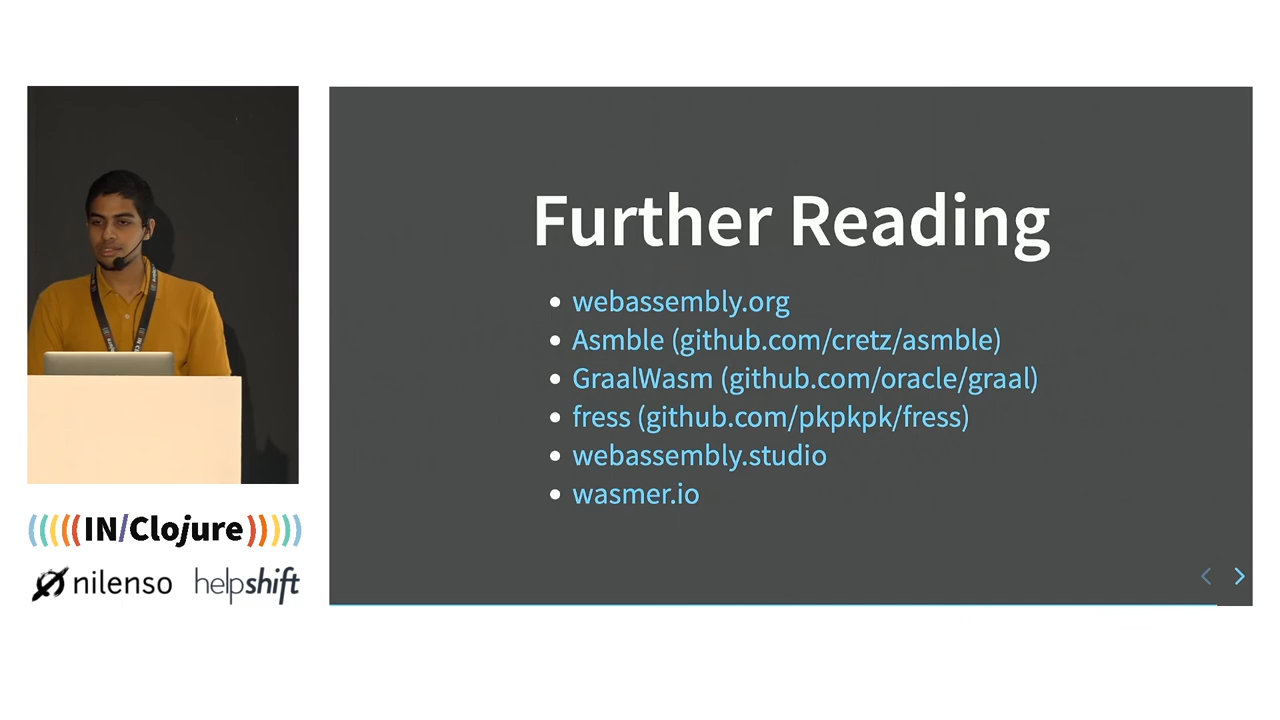 Further Reading
webassembly.org
Asmble (github.com/cretz/asmble)
GraalWasm (github.com/oracle/graal)
fress (github.com/pkpkpk/fress)
webassembly.studio
wasmer.io
(((((IN/Clojure)))))
nilenso helpshift